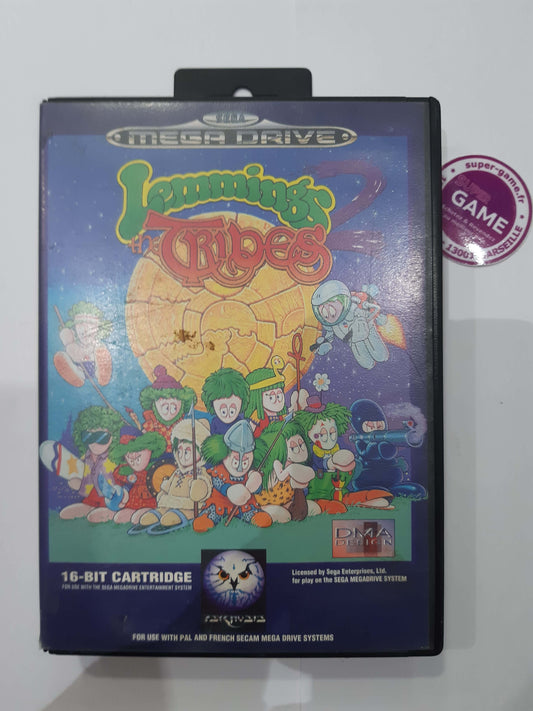 SEGA
MEGA DRIVE
super-game.fr
SUPER
GAME
MARSEILLE
Lemmings
2
the TRIBES
DMA
DESIGN
16-BIT CARTRIDGE
FOR USE WITH THE SEGA MEGADRIVE ENTERTAINMENT SYSTEM
Licensed by Sega Enterprises, Ltd.
for play on the SEGA MEGADRIVE SYSTEM
PSYGNOSIS
FOR USE WITH PAL AND FRENCH SECAM MEGA DRIVE SYSTEMS